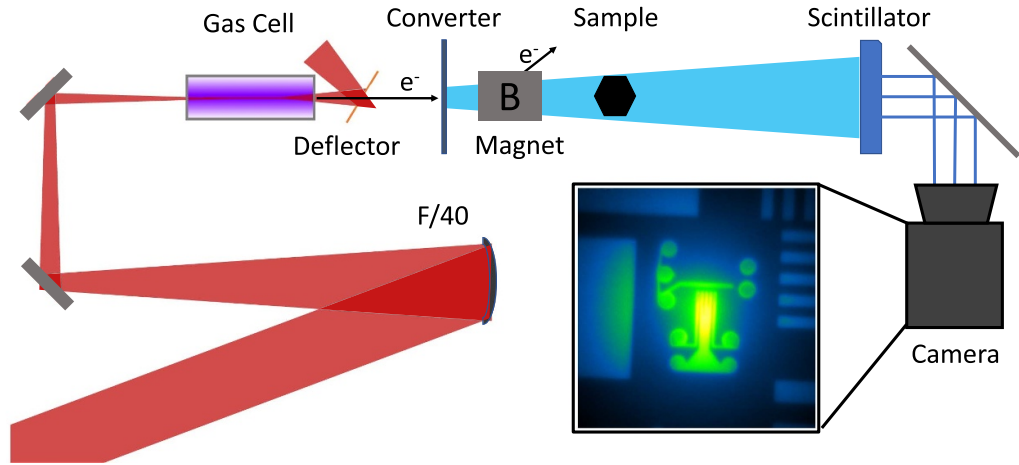 Gas Cell
Converter
Sample
Scintillator
e-
e-
B
Deflector
Magnet
F/40
Camera